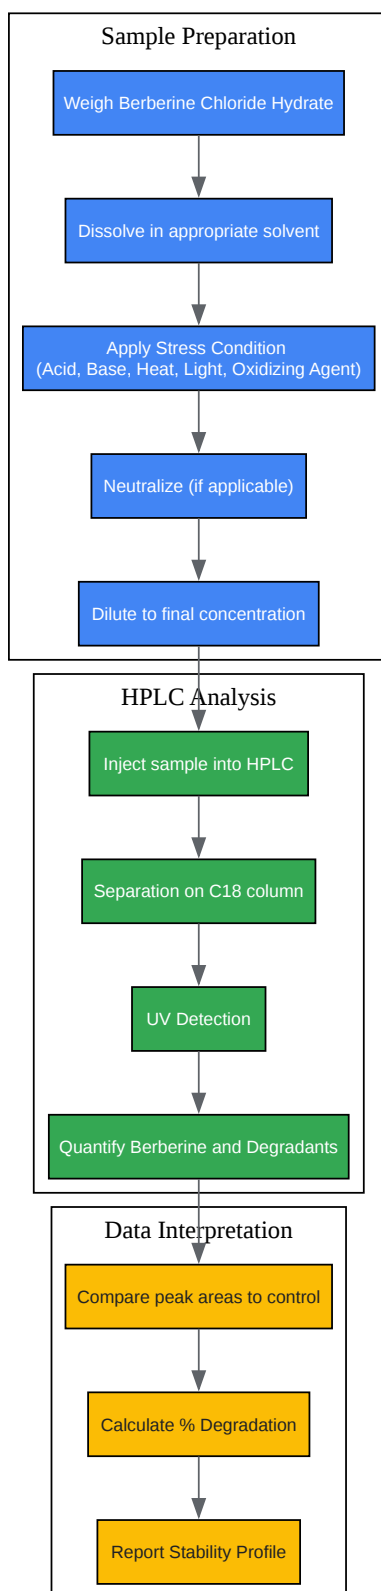 Sample Preparation
Weigh Berberine Chloride Hydrate
Dissolve in appropriate solvent
Apply Stress Condition
(Acid, Base, Heat, Light, Oxidizing Agent)
Neutralize (if applicable)
Dilute to final concentration
HPLC Analysis
Inject sample into HPLC
Separation on C18 column
UV Detection
Quantify Berberine and Degradants
Data Interpretation
Compare peak areas to control
Calculate % Degradation
Report Stability Profile